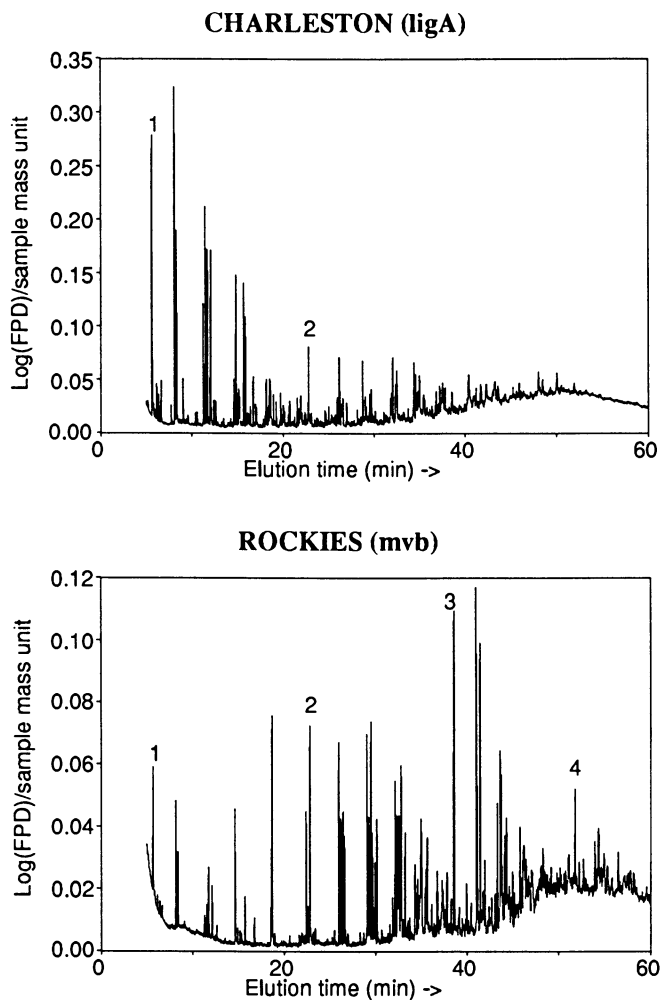 CHARLESTON (ligA)
Log(FPD)/sample mass unit
0.35
0.30
0.25
0.20
0.15
0.10
0.05
0.00
1
2
0 20 40 60
Elution time (min) ->
ROCKIES (mvb)
Log(FPD)/sample mass unit
0.12
0.10
0.08
0.06
0.04
0.02
0.00
1
2
3
4
0 20 40 60
Elution time (min) ->